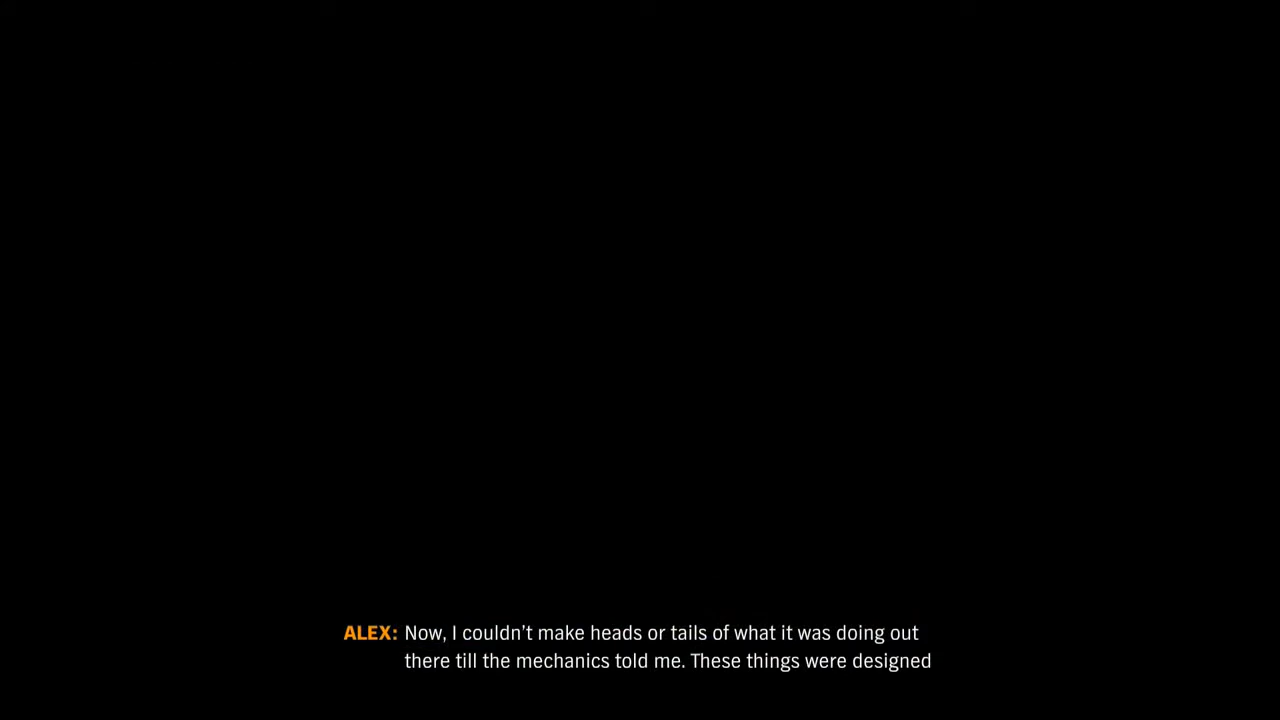 ALEX: Now, I couldn’t make heads or tails of what it was doing out
there till the mechanics told me. These things were designed